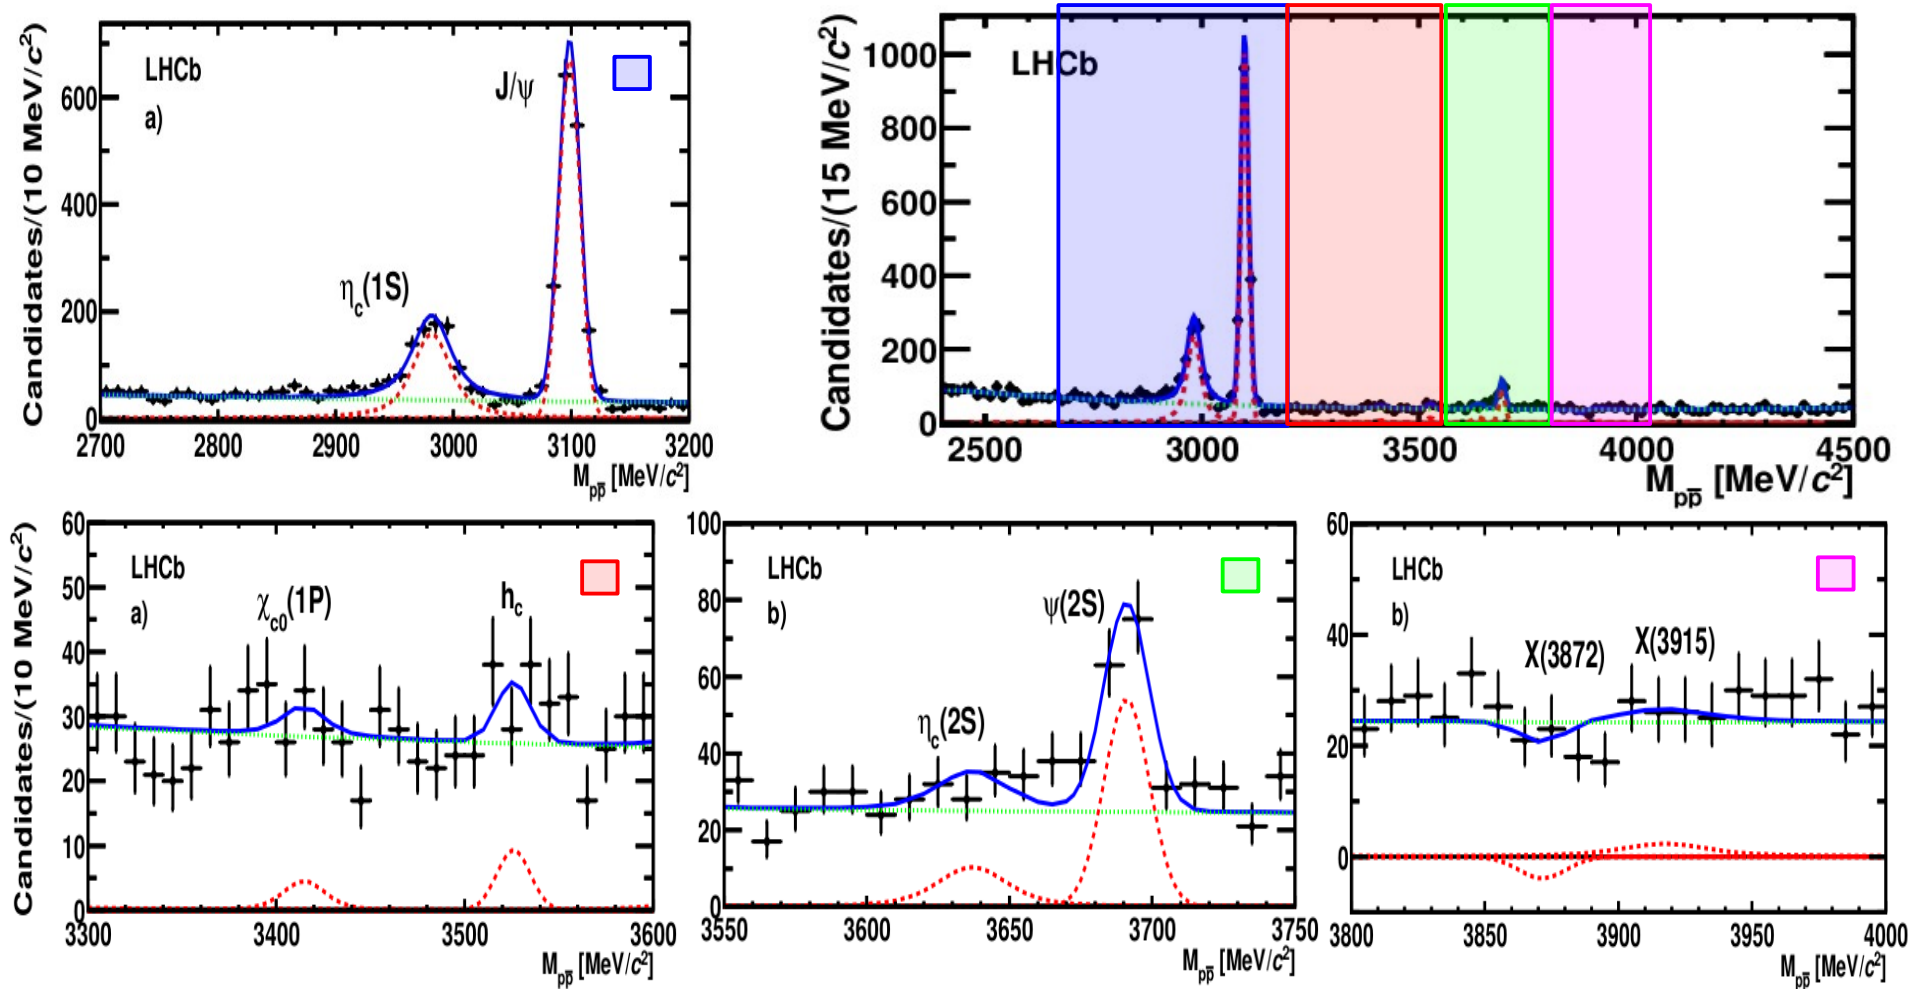 Candidates/(10 MeV/c²)
LHCb
a)
J/ψ
η_c(1S)
600
400
200
0
2700 2800 2900 3000 3100 3200
M_pp̅ [MeV/c²]
Candidates/(15 MeV/c²)
LHCb
1000
800
600
400
200
0
2500 3000 3500 4000 4500
M_pp̅ [MeV/c²]
Candidates/(10 MeV/c²)
LHCb
a)
χ_c0(1P)
h_c
60
50
40
30
20
10
0
3300 3400 3500 3600
M_pp̅ [MeV/c²]
LHCb
b)
ψ(2S)
η_c(2S)
100
80
60
40
20
0
3550 3600 3650 3700 3750
M_pp̅ [MeV/c²]
LHCb
b)
X(3872)
X(3915)
60
40
20
0
3800 3850 3900 3950 4000
M_pp̅ [MeV/c²]